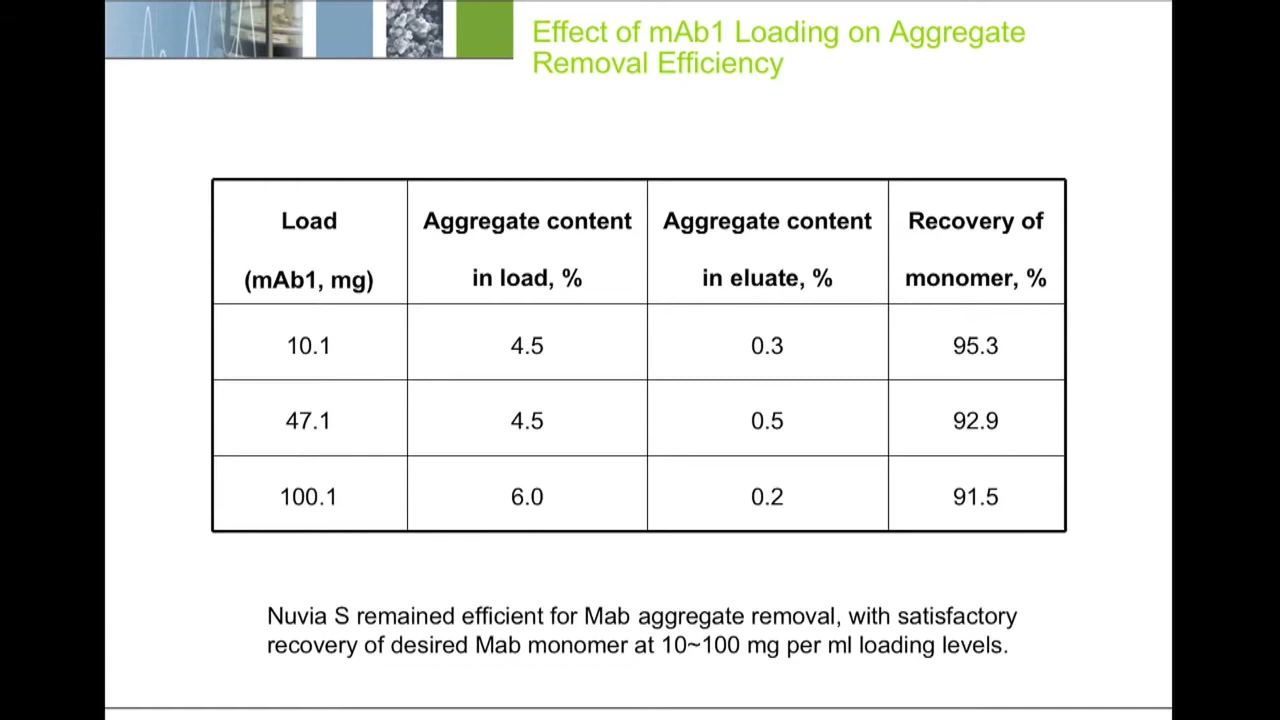 Effect of mAb1 Loading on Aggregate
Removal Efficiency
Load (mAb1, mg) Aggregate content in load, % Aggregate content in eluate, % Recovery of monomer, %
10.1 4.5 0.3 95.3
47.1 4.5 0.5 92.9
100.1 6.0 0.2 91.5
Nuvia S remained efficient for Mab aggregate removal, with satisfactory
recovery of desired Mab monomer at 10~100 mg per ml loading levels.